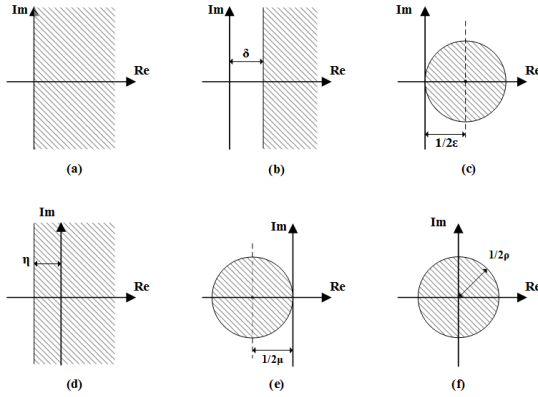 Im
Im
Im
δ
Re
Re
Re
1/2ε
(a)
(b)
(c)
Im
Im
Im
η
1/2ρ
Re
Re
Re
1/2μ
(d)
(e)
(f)